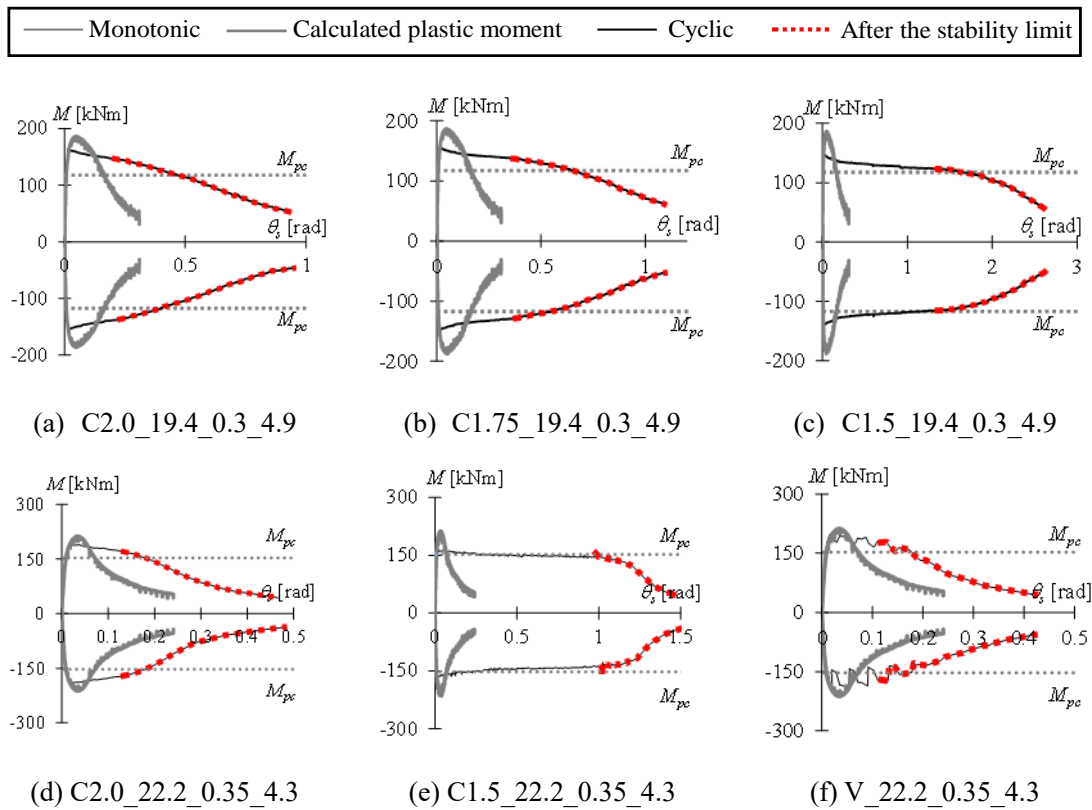 Monotonic Calculated plastic moment Cyclic After the stability limit
M [kNm]
200
100
0
-100
-200
0 0.5 1
θs [rad]
Mpc
Mpc
(a) C2.0_19.4_0.3_4.9
M [kNm]
200
100
0
-100
-200
0 0.5 1
θs [rad]
Mpc
Mpc
(b) C1.75_19.4_0.3_4.9
M [kNm]
200
100
0
-100
-200
0 1 2 3
θs [rad]
Mpc
Mpc
(c) C1.5_19.4_0.3_4.9
M [kNm]
300
150
0
-150
-300
0 0.1 0.2 0.3 0.4 0.5
θs [rad]
Mpc
Mpc
(d) C2.0_22.2_0.35_4.3
M [kNm]
300
150
0
-150
-300
0 0.5 1 1.5
θs [rad]
Mpc
Mpc
(e) C1.5_22.2_0.35_4.3
M [kNm]
300
150
0
-150
-300
0 0.1 0.2 0.3 0.4 0.5
θs [rad]
Mpc
Mpc
(f) V_22.2_0.35_4.3